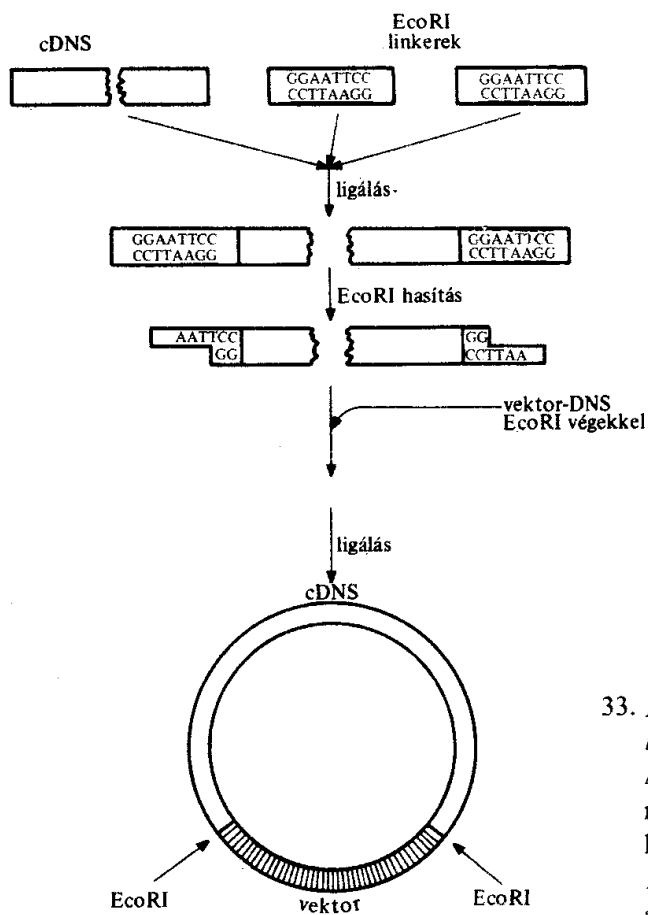 cDNS
EcoRI
linkerek
GGAATTCC
CCTTAAGG
GGAATTCC
CCTTAAGG
ligálás
GGAATTCC
CCTTAAGG
GGAATTCC
CCTTAAGG
EcoRI hasítás
AATTCC
GG
GG
CCTTAA
vektor-DNS
EcoRI végekkel
ligálás
cDNS
EcoRI
vektor
EcoRI
33.